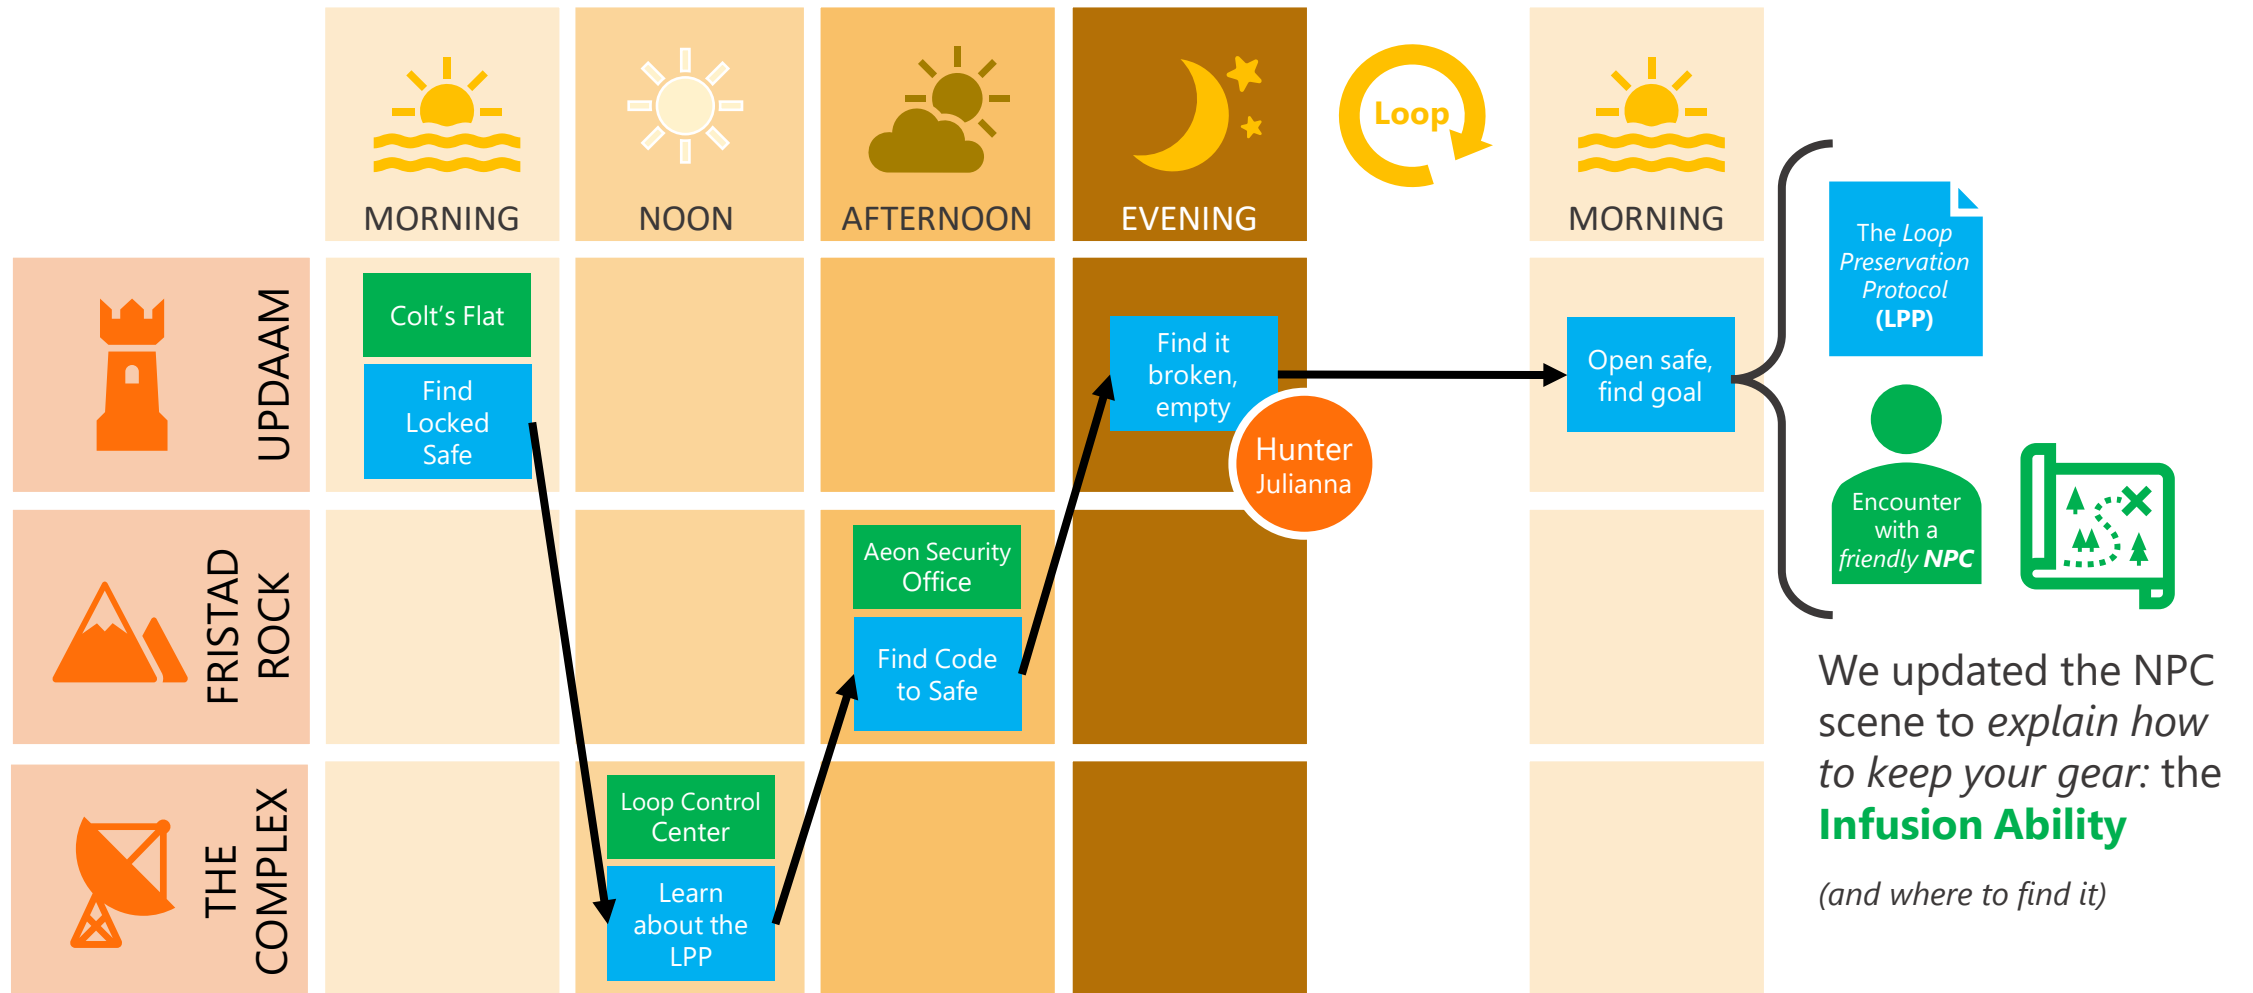 MORNING
NOON
AFTERNOON
EVENING
Loop
MORNING
UPDAAM
Colt’s Flat
Find
Locked
Safe
Find it
broken,
empty
Hunter
Julianna
Open safe,
find goal
The Loop
Preservation
Protocol
(LPP)
Encounter
with a
friendly NPC
FRISTAD
ROCK
Aeon Security
Office
Find Code
to Safe
THE
COMPLEX
Loop Control
Center
Learn
about the
LPP
We updated the NPC
scene to explain how
to keep your gear: the
Infusion Ability
(and where to find it)